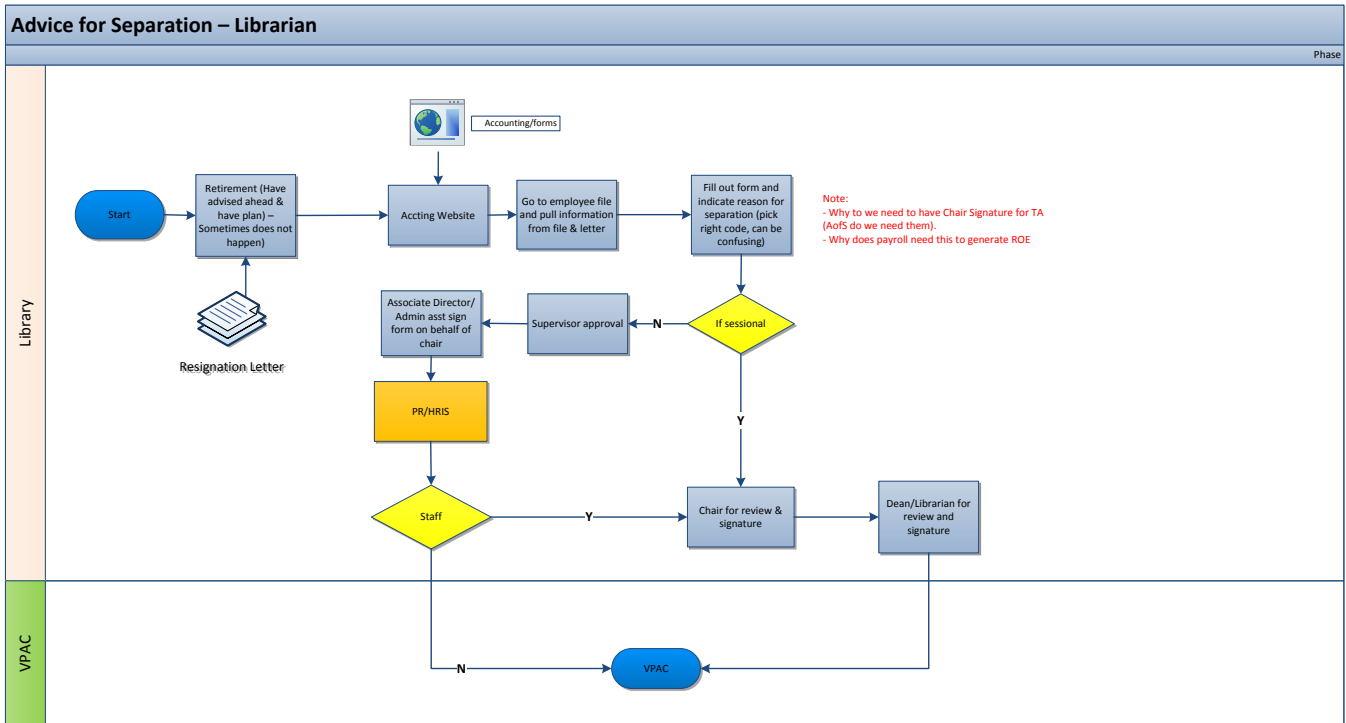 Advice for Separation – Librarian
Phase
Library
Accounting/forms
Start
Retirement (Have
advised ahead &
have plan) –
Sometimes does not
happen)
Accting Website
Go to employee file
and pull information
from file & letter
Fill out form and
indicate reason for
separation (pick
right code, can be
confusing)
Note:
- Why to we need to have Chair Signature for TA
(AofS do we need them).
- Why does payroll need this to generate ROE
Resignation Letter
Associate Director/
Admin asst sign
form on behalf of
chair
Supervisor approval
N
If sessional
Y
PR/HRIS
Staff
Y
Chair for review &
signature
Dean/Librarian for
review and
signature
VPAC
N
VPAC